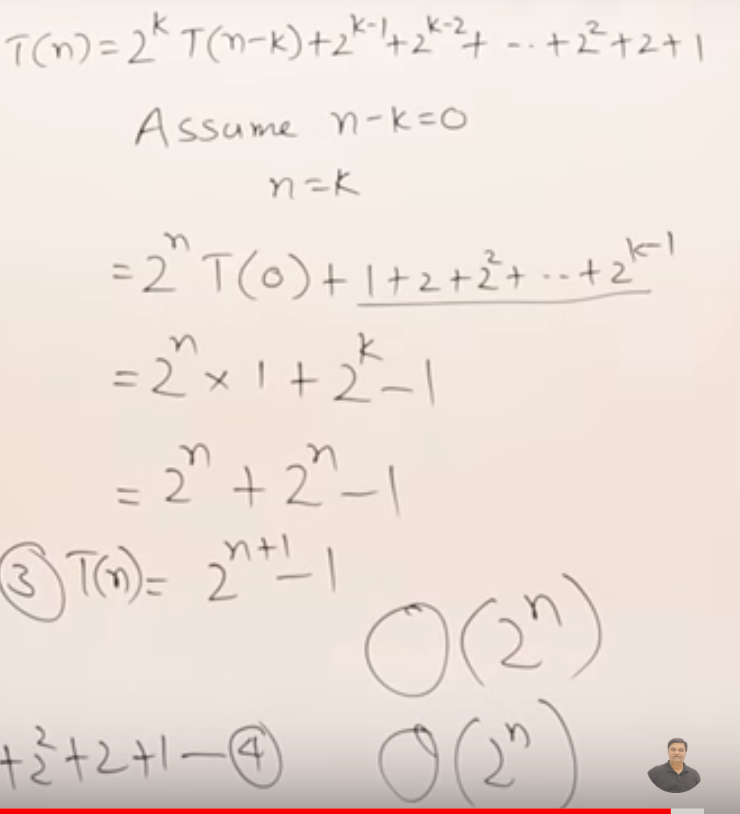 T(n) = 2^k T(n-k) + 2^(k-1) + 2^(k-2) + -- + 2^2 + 2 + 1
Assume n-k=0
n=k
= 2^n T(0) + 1+2+2^2+ -- +2^(k-1)
= 2^n × 1 + 2^k - 1
= 2^n + 2^n - 1
③ T(n) = 2^(n+1) - 1
O(2^n)
+2^2+2+1 — ④ O(2^n)